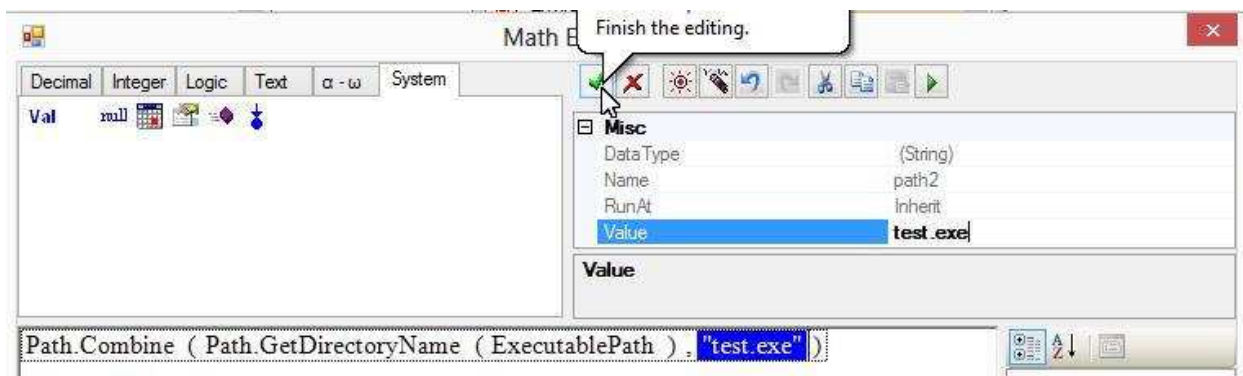 Math E
Finish the editing.
Decimal Integer Logic Text α - ω System
Val null
Misc
DataType (String)
Name path2
RunAt Inherit
Value test.exe
Value
Path.Combine ( Path.GetDirectoryName ( ExecutablePath ) , "test.exe" )